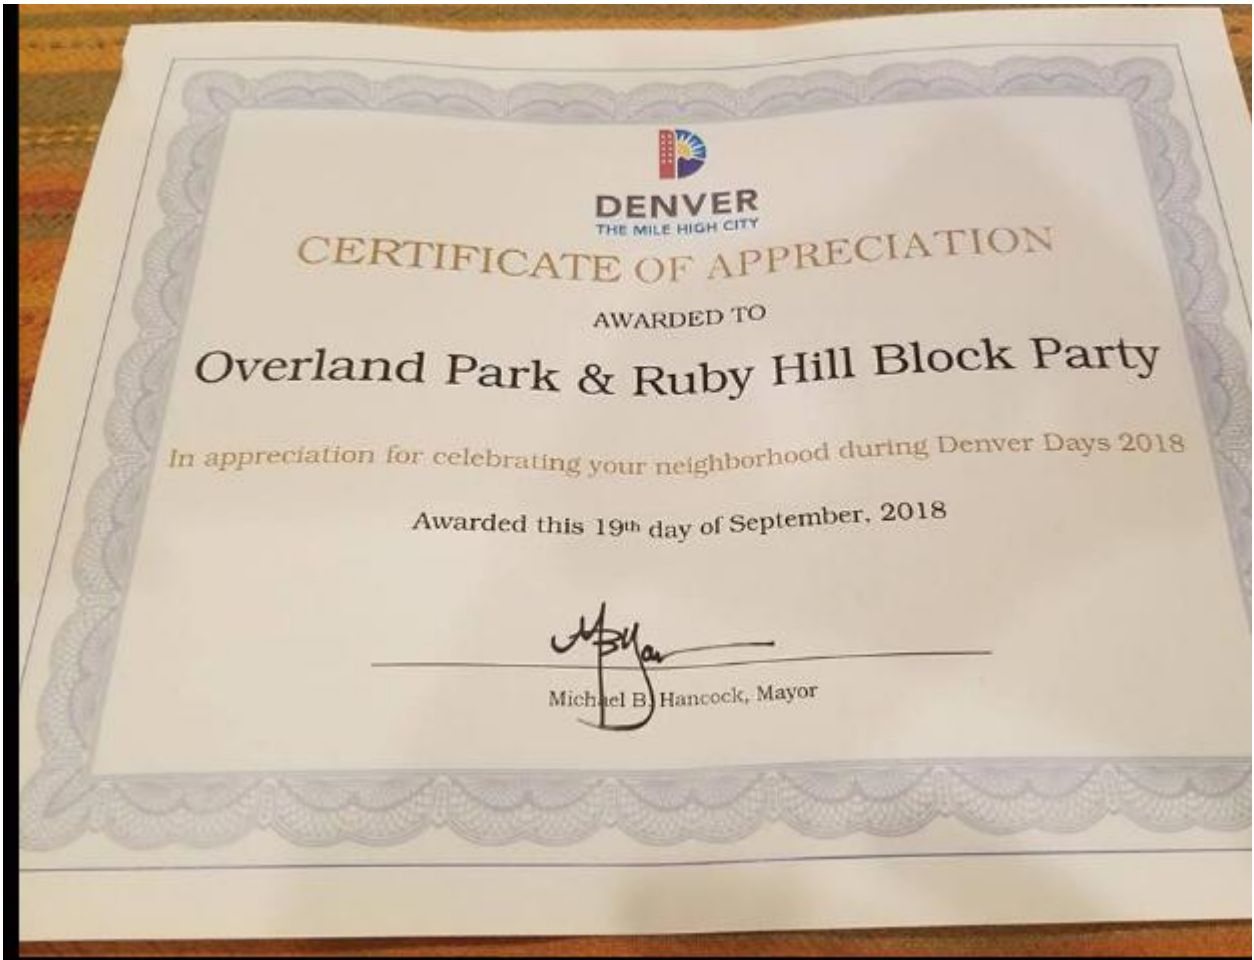 DENVER
THE MILE HIGH CITY
CERTIFICATE OF APPRECIATION
AWARDED TO
Overland Park & Ruby Hill Block Party
In appreciation for celebrating your neighborhood during Denver Days 2018
Awarded this 19th day of September, 2018
Michael B. Hancock, Mayor